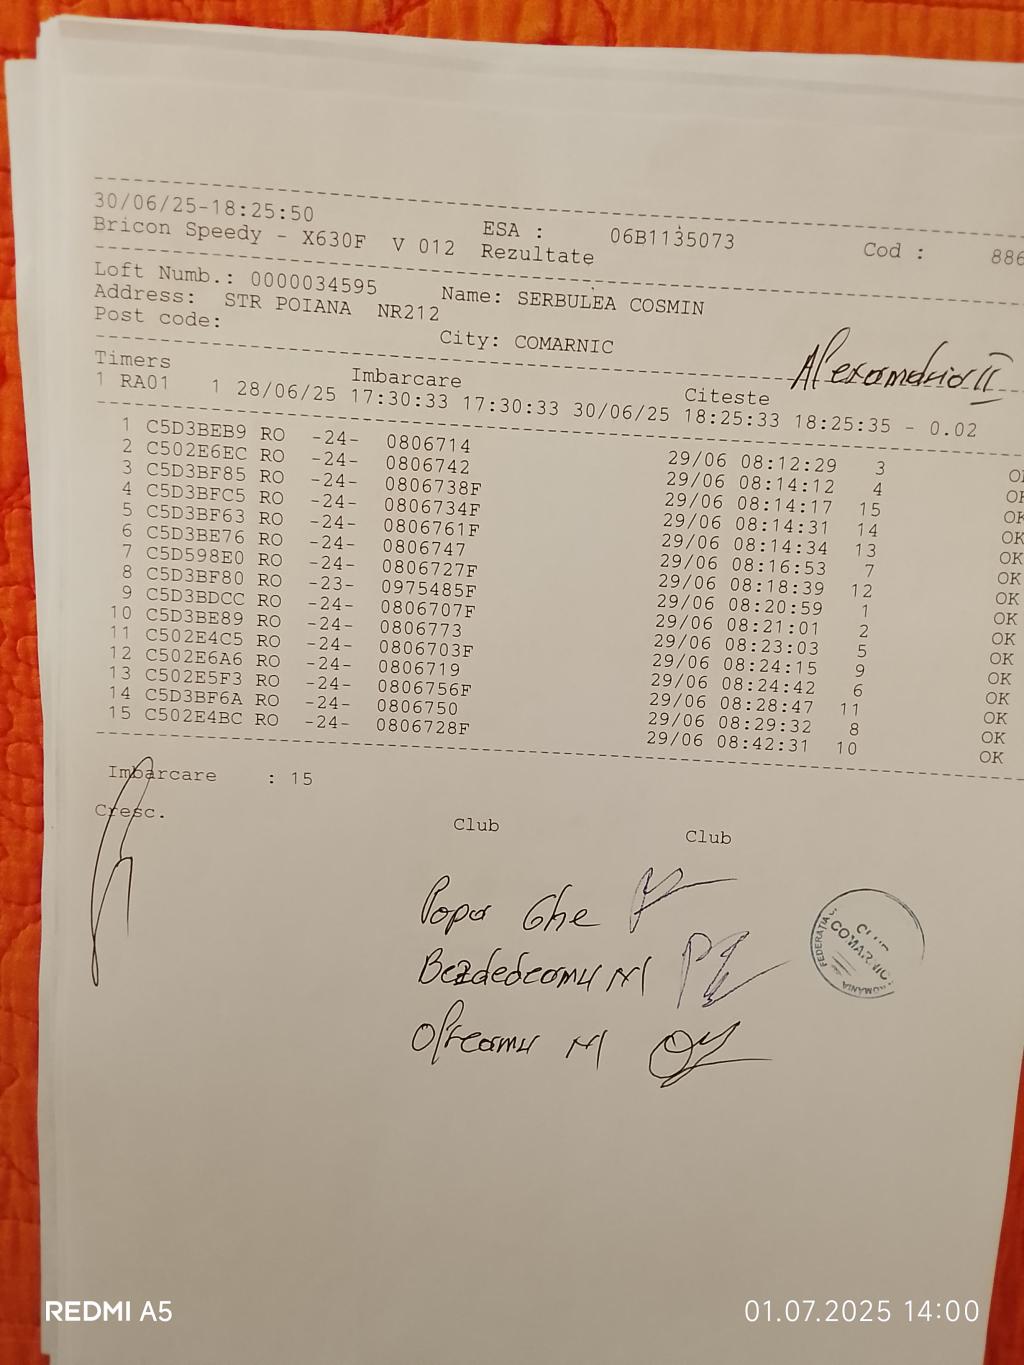 30/06/25-18:25:50 ESA : 06B1135073 Cod : 886
Bricon Speedy - X630F V 012 Rezultate
Loft Numb.: 0000034595 Name: SERBULEA COSMIN
Address: STR POIANA NR212
Post code: City: COMARNIC
Alexandria II
Timers Imbarcare Citeste
1 RA01 1 28/06/25 17:30:33 17:30:33 30/06/25 18:25:33 18:25:35 - 0.02
1 C5D3BEB9 RO -24- 0806714 29/06 08:12:29 3 OK
2 C502E6EC RO -24- 0806742 29/06 08:14:12 4 OK
3 C5D3BF85 RO -24- 0806738F 29/06 08:14:17 15 OK
4 C5D3BFC5 RO -24- 0806734F 29/06 08:14:31 14 OK
5 C5D3BF63 RO -24- 0806761F 29/06 08:14:34 13 OK
6 C5D3BE76 RO -24- 0806747 29/06 08:16:53 7 OK
7 C5D598E0 RO -24- 0806727F 29/06 08:18:39 12 OK
8 C5D3BF80 RO -23- 0975485F 29/06 08:20:59 1 OK
9 C5D3BDCC RO -24- 0806707F 29/06 08:21:01 2 OK
10 C5D3BE89 RO -24- 0806773 29/06 08:23:03 5 OK
11 C502E4C5 RO -24- 0806703F 29/06 08:24:15 9 OK
12 C502E6A6 RO -24- 0806719 29/06 08:24:42 6 OK
13 C502E5F3 RO -24- 0806756F 29/06 08:28:47 11 OK
14 C5D3BF6A RO -24- 0806750 29/06 08:29:32 8 OK
15 C502E4BC RO -24- 0806728F 29/06 08:42:31 10 OK
Imbarcare : 15
Cresc. Club Club
Popa Ghe
Bezdedeanu N
Olteanu N
COMARNIC
REDMI A5 01.07.2025 14:00